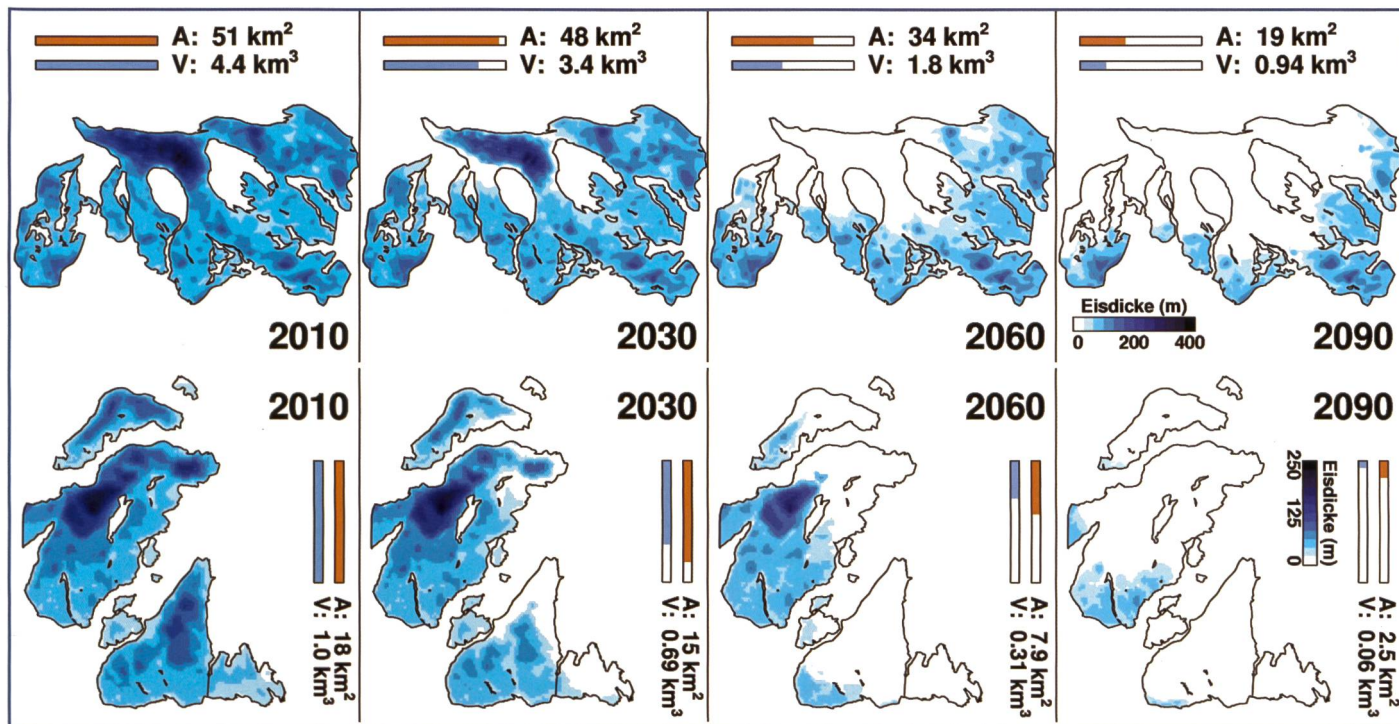 A: 51 km²
V: 4.4 km³
2010
A: 48 km²
V: 3.4 km³
2030
A: 34 km²
V: 1.8 km³
2060
A: 19 km²
V: 0.94 km³
Eisdicke (m)
0 200 400
2090
2010
A: 18 km²
V: 1.0 km³
2030
A: 15 km²
V: 0.69 km³
2060
A: 7.9 km²
V: 0.31 km³
2090
Eisdicke (m)
0 125 250
A: 2.5 km²
V: 0.06 km³